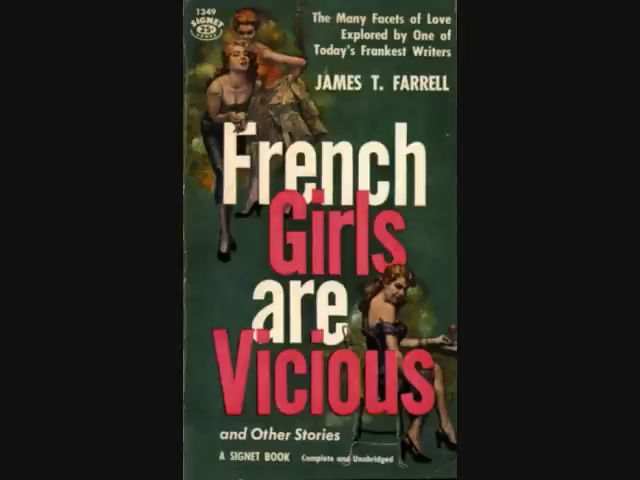 1349
SIGNET
25¢
BOOKS
The Many Facets of Love
Explored by One of
Today's Frankest Writers
JAMES T. FARRELL
French
Girls
are
Vicious
and Other Stories
A SIGNET BOOK Complete and Unabridged